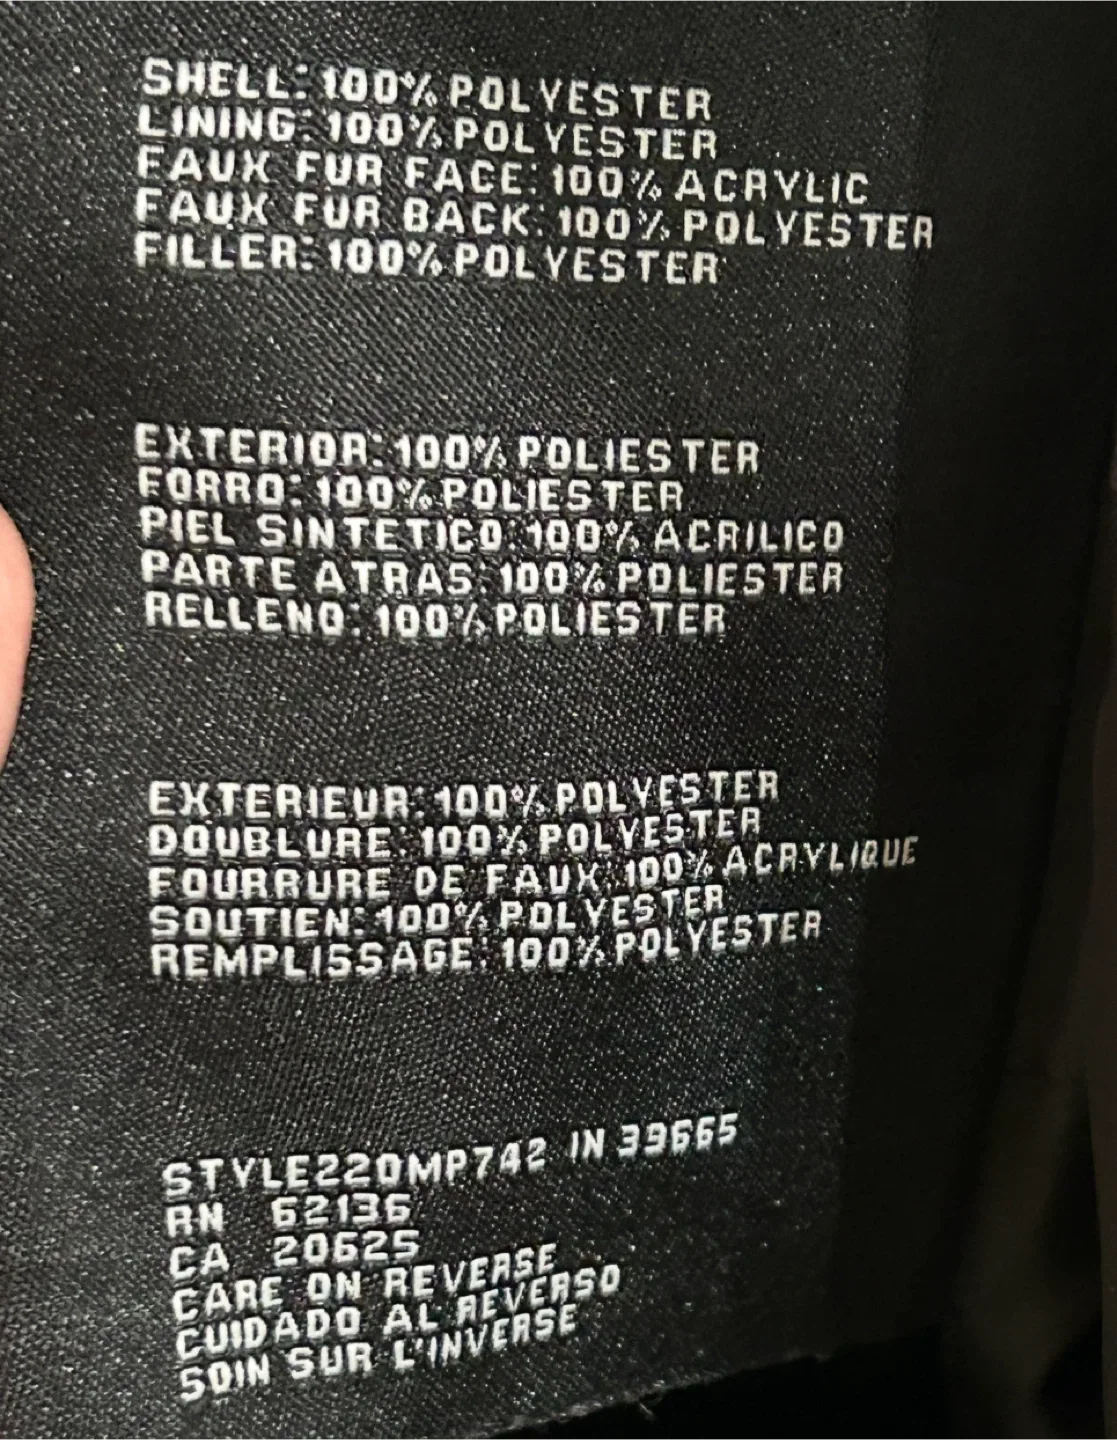 SHELL: 100% POLYESTER
LINING: 100% POLYESTER
FAUX FUR FACE: 100% ACRYLIC
FAUX FUR BACK: 100% POLYESTER
FILLER: 100% POLYESTER
EXTERIOR: 100% POLIESTER
FORRO: 100% POLIESTER
PIEL SINTETICO: 100% ACRILICO
PARTE ATRAS: 100% POLIESTER
RELLENO: 100% POLIESTER
EXTERIEUR: 100% POLYESTER
DOUBLURE: 100% POLYESTER
FOURRURE DE FAUX: 100% ACRYLIQUE
SOUTIEN: 100% POLYESTER
REMPLISSAGE: 100% POLYESTER
STYLE220MP742 IN 39665
RN 62136
CA 20625
CARE ON REVERSE
CUIDADO AL REVERSO
SOIN SUR L'INVERSE